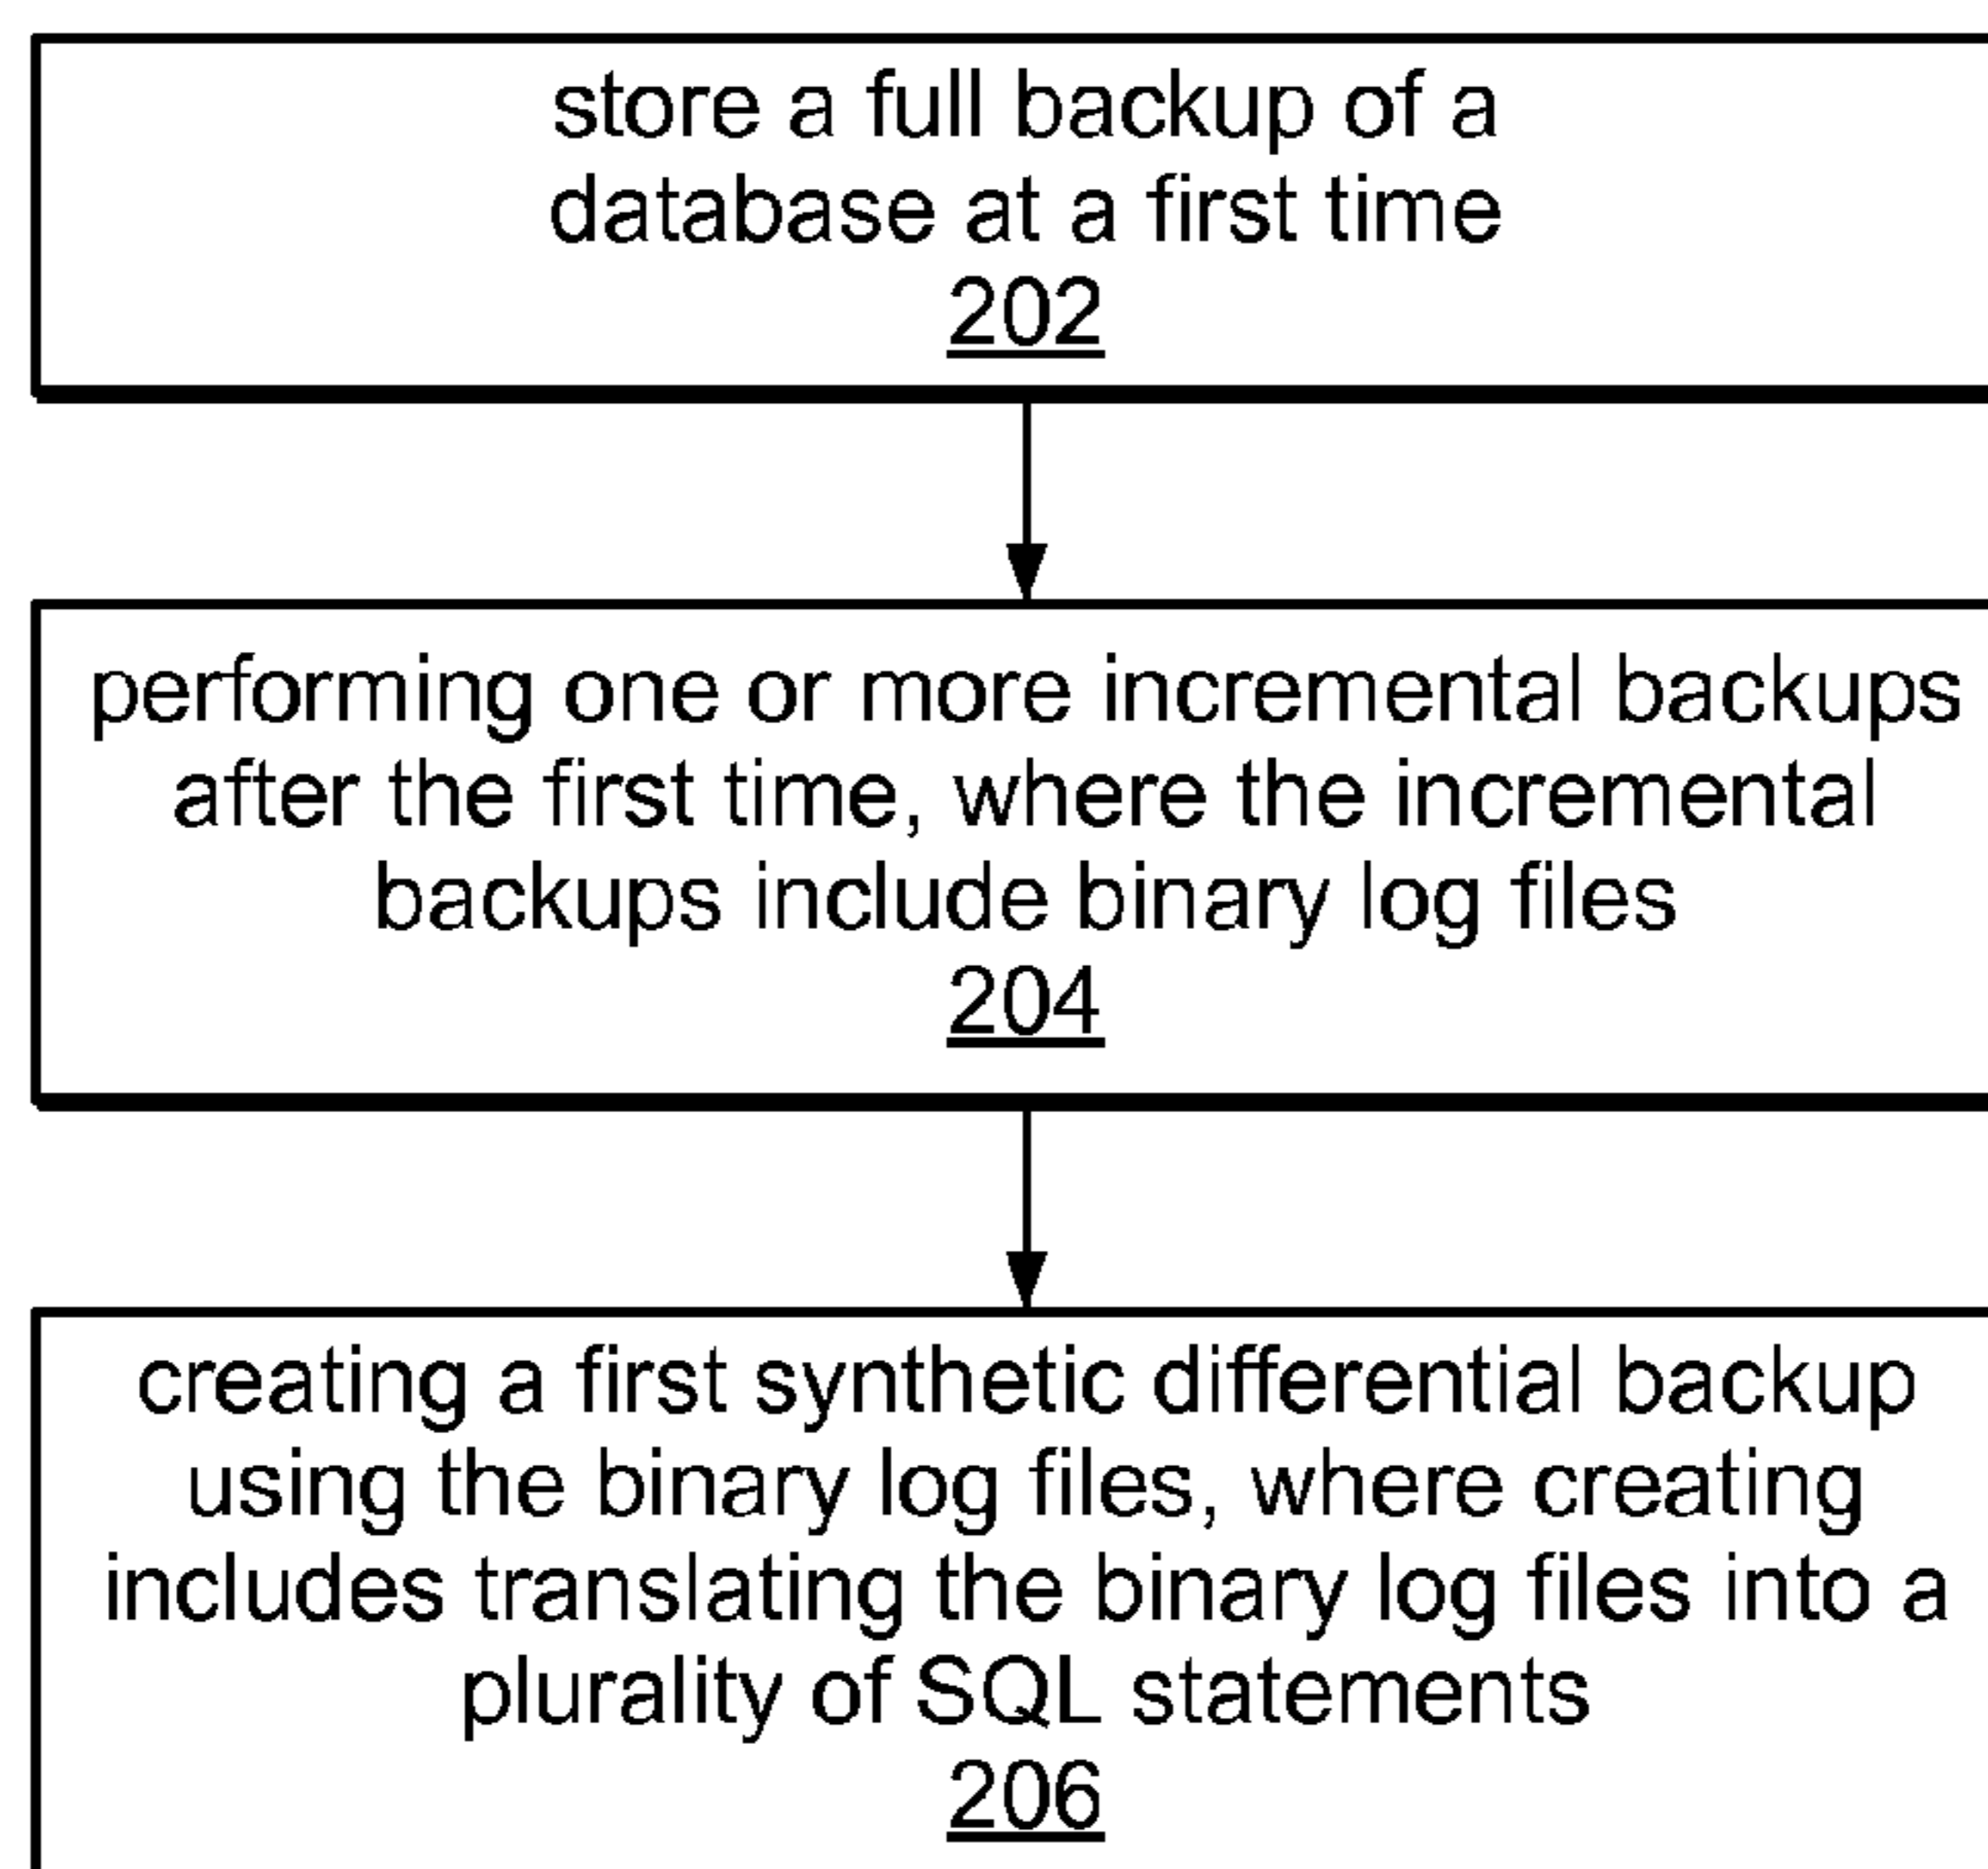 store a full backup of a
database at a first time
202
performing one or more incremental backups
after the first time, where the incremental
backups include binary log files
204
creating a first synthetic differential backup
using the binary log files, where creating
includes translating the binary log files into a
plurality of SQL statements
206